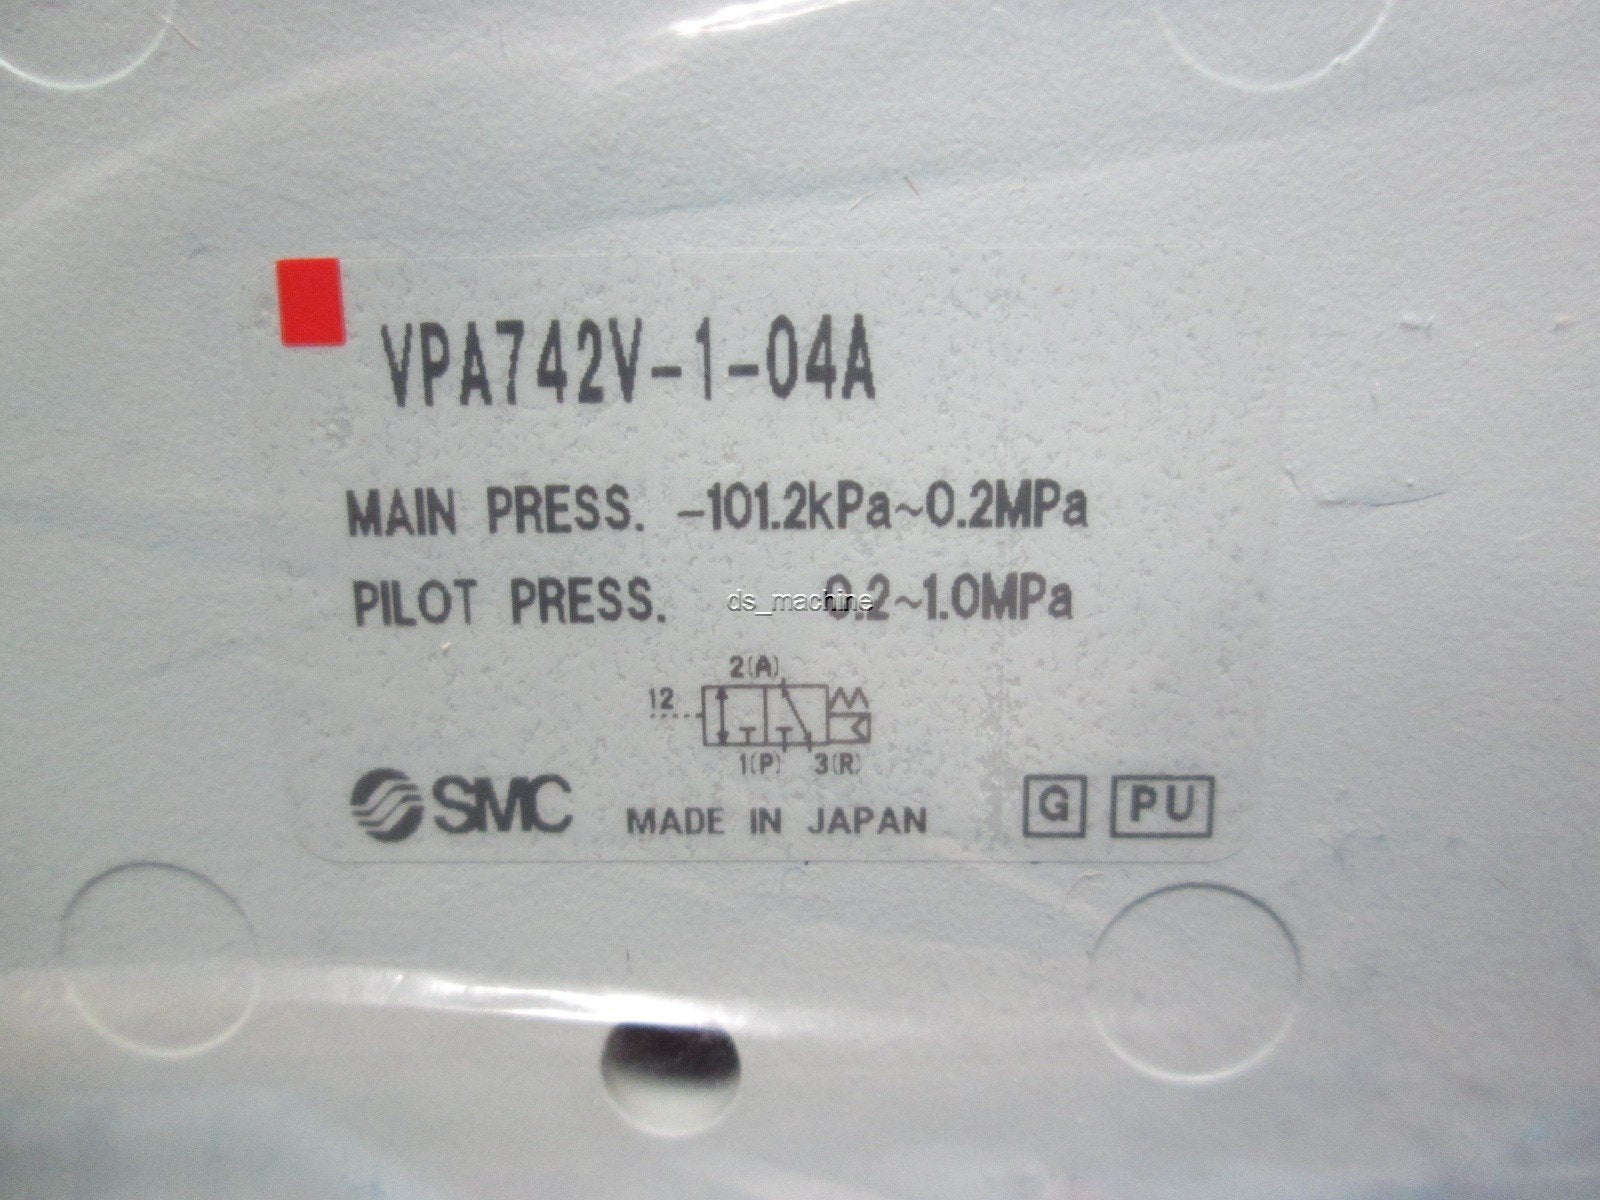 VPA742V-1-04A
MAIN PRESS. -101.2kPa~0.2MPa
PILOT PRESS. 0.2~1.0MPa
ds_machine
2(A)
12
1(P) 3(R)
SMC MADE IN JAPAN G PU